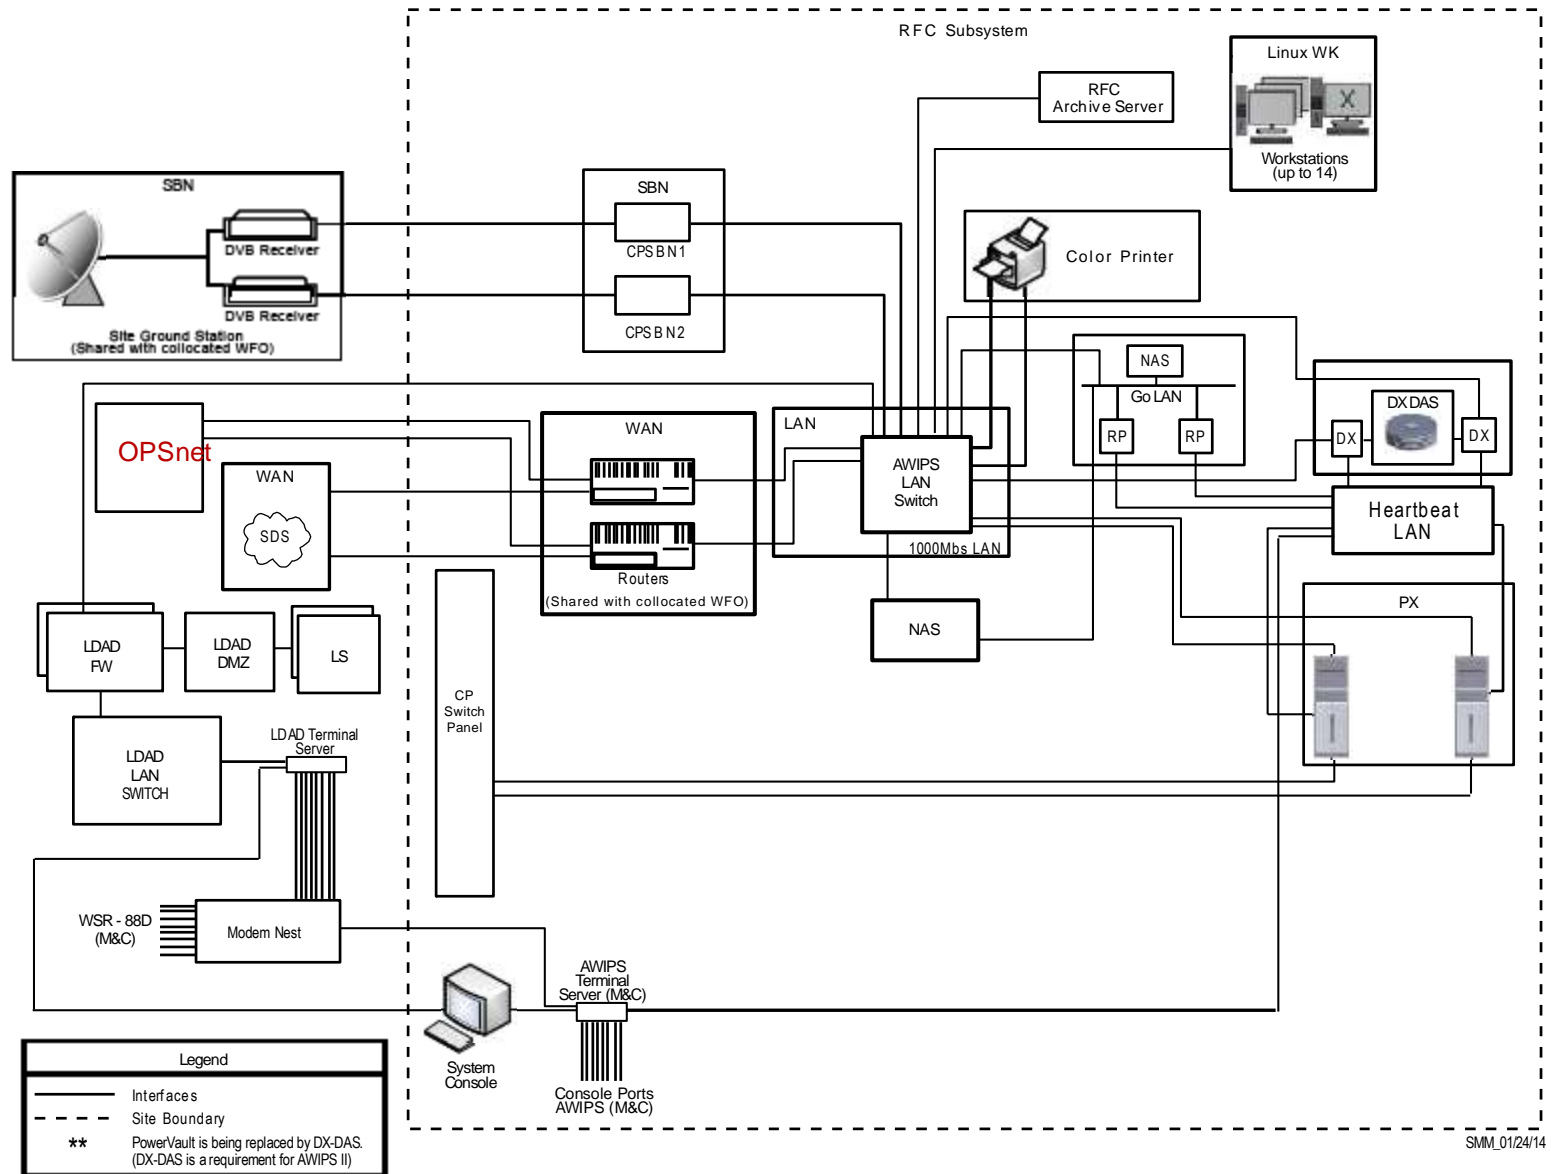 RFC Subsystem
Linux WK
X
Workstations
(up to 14)
RFC
Archive Server
SBN
DVB Receiver
DVB Receiver
Site Ground Station
(Shared with collocated WFO)
SBN
CPSBN1
CPSBN2
Color Printer
NAS
Go LAN
RP
RP
DX DAS
DX
DX
OPSnet
WAN
SDS
WAN
Routers
(Shared with collocated WFO)
LAN
AWIPS
LAN
Switch
1000Mbs LAN
Heartbeat
LAN
NAS
PX
LDAD
FW
LDAD
DMZ
LS
CP
Switch
Panel
LDAD
LAN
SWITCH
LDAD Terminal
Server
WSR - 88D
(M&C)
Modem Nest
AWIPS
Terminal
Server (M&C)
System
Console
Console Ports
AWIPS (M&C)
Legend
Interfaces
Site Boundary
** PowerVault is being replaced by DX-DAS.
(DX-DAS is a requirement for AWIPS II)
SMM_01/24/14